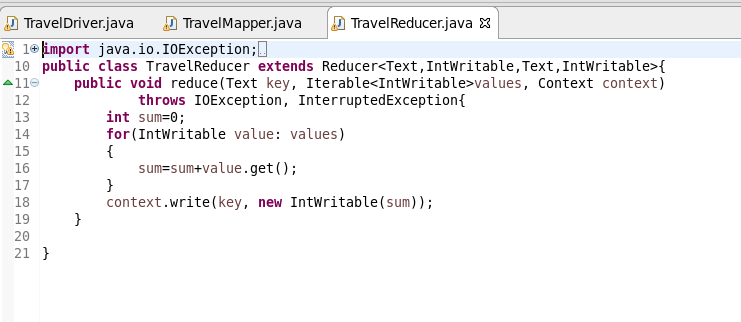 TravelDriver.java TravelMapper.java TravelReducer.java
1 import java.io.IOException;
10 public class TravelReducer extends Reducer<Text,IntWritable,Text,IntWritable>{
11 public void reduce(Text key, Iterable<IntWritable>values, Context context)
12 throws IOException, InterruptedException{
13 int sum=0;
14 for(IntWritable value: values)
15 {
16 sum=sum+value.get();
17 }
18 context.write(key, new IntWritable(sum));
19 }
20
21 }